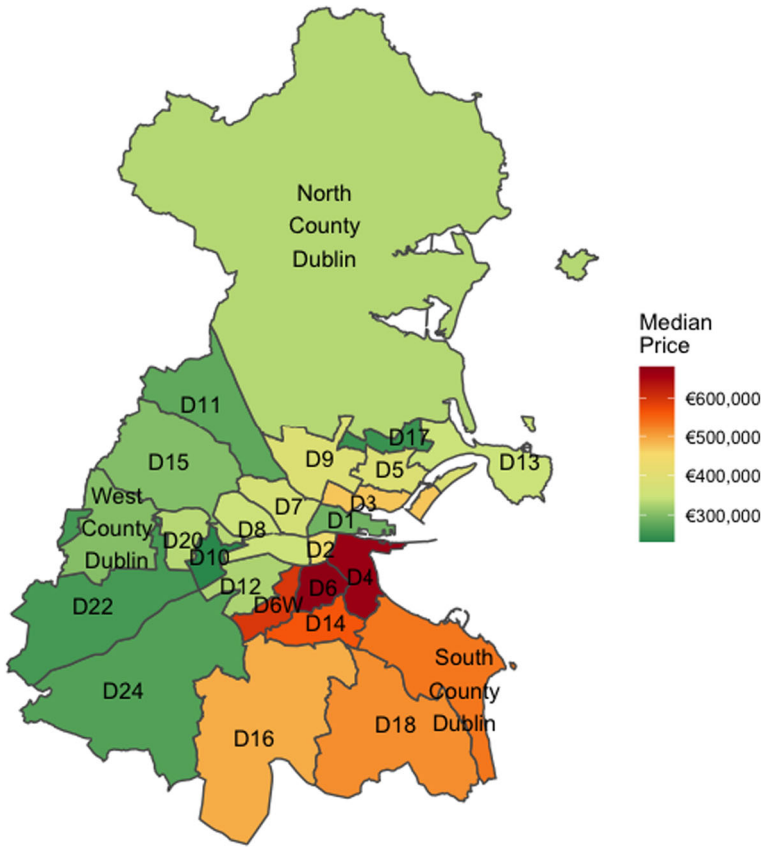 North
County
Dublin
Median
Price
€600,000
€500,000
€400,000
€300,000
D11
D17
D9
D15
D5
D13
West
County
Dublin
D3
D7
D1
D8
D20
D10
D2
D12
D6
D4
D6W
D22
D14
South
County
Dublin
D24
D18
D16